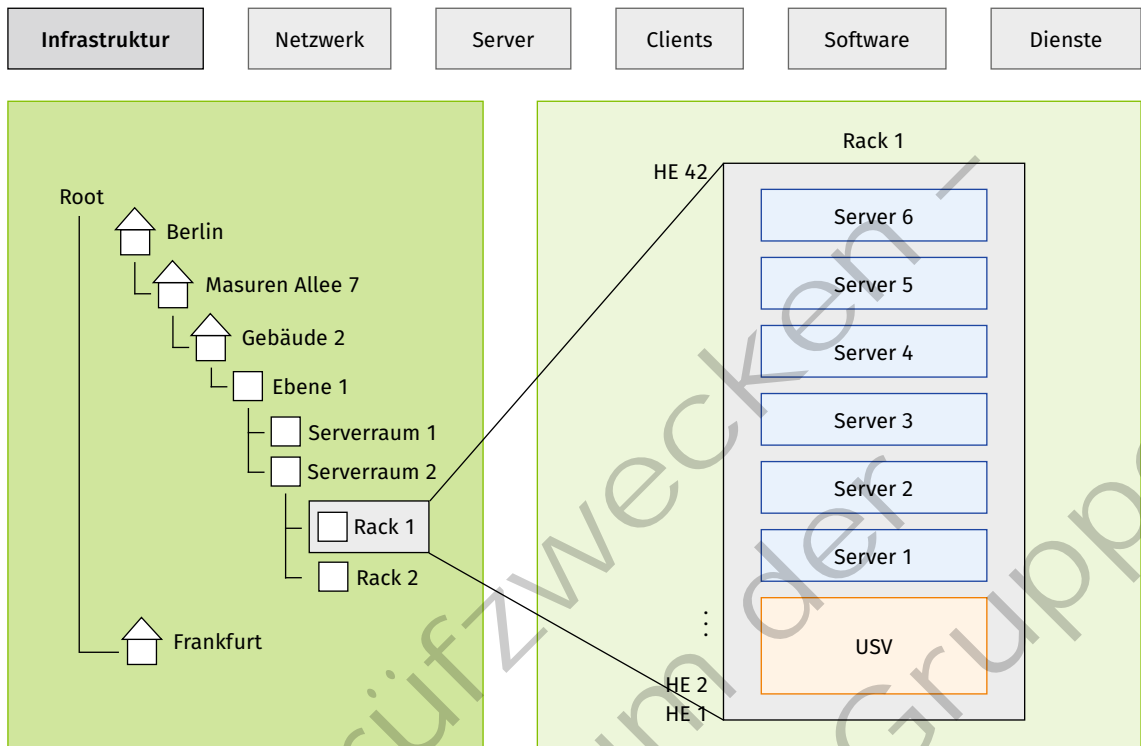 Infrastruktur
Netzwerk
Server
Clients
Software
Dienste
Root
Berlin
Masuren Allee 7
Gebäude 2
Ebene 1
Serverraum 1
Serverraum 2
Rack 1
Rack 2
Frankfurt
Rack 1
HE 42
Server 6
Server 5
Server 4
Server 3
Server 2
Server 1
⋮
USV
HE 2
HE 1